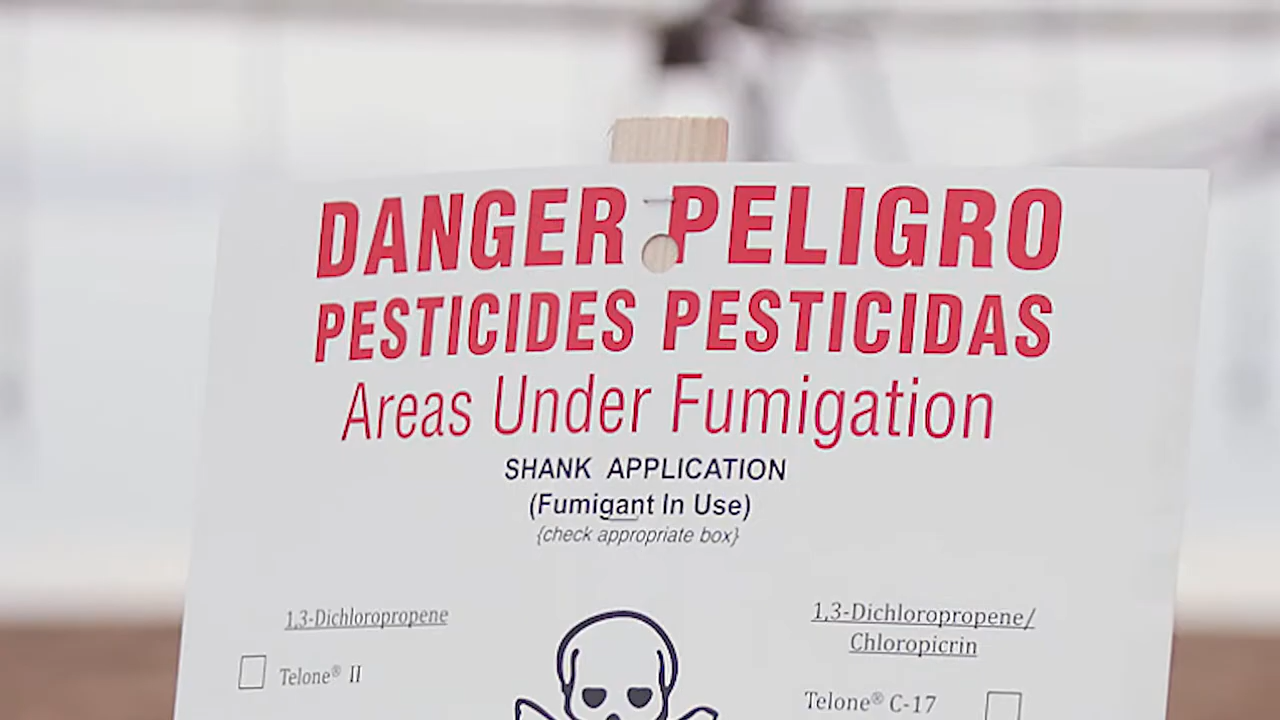 DANGER PELIGRO
PESTICIDES PESTICIDAS
Areas Under Fumigation
SHANK APPLICATION
(Fumigant In Use)
{check appropriate box}
1,3-Dichloropropene
Telone® II
1,3-Dichloropropene/
Chloropicrin
Telone® C-17